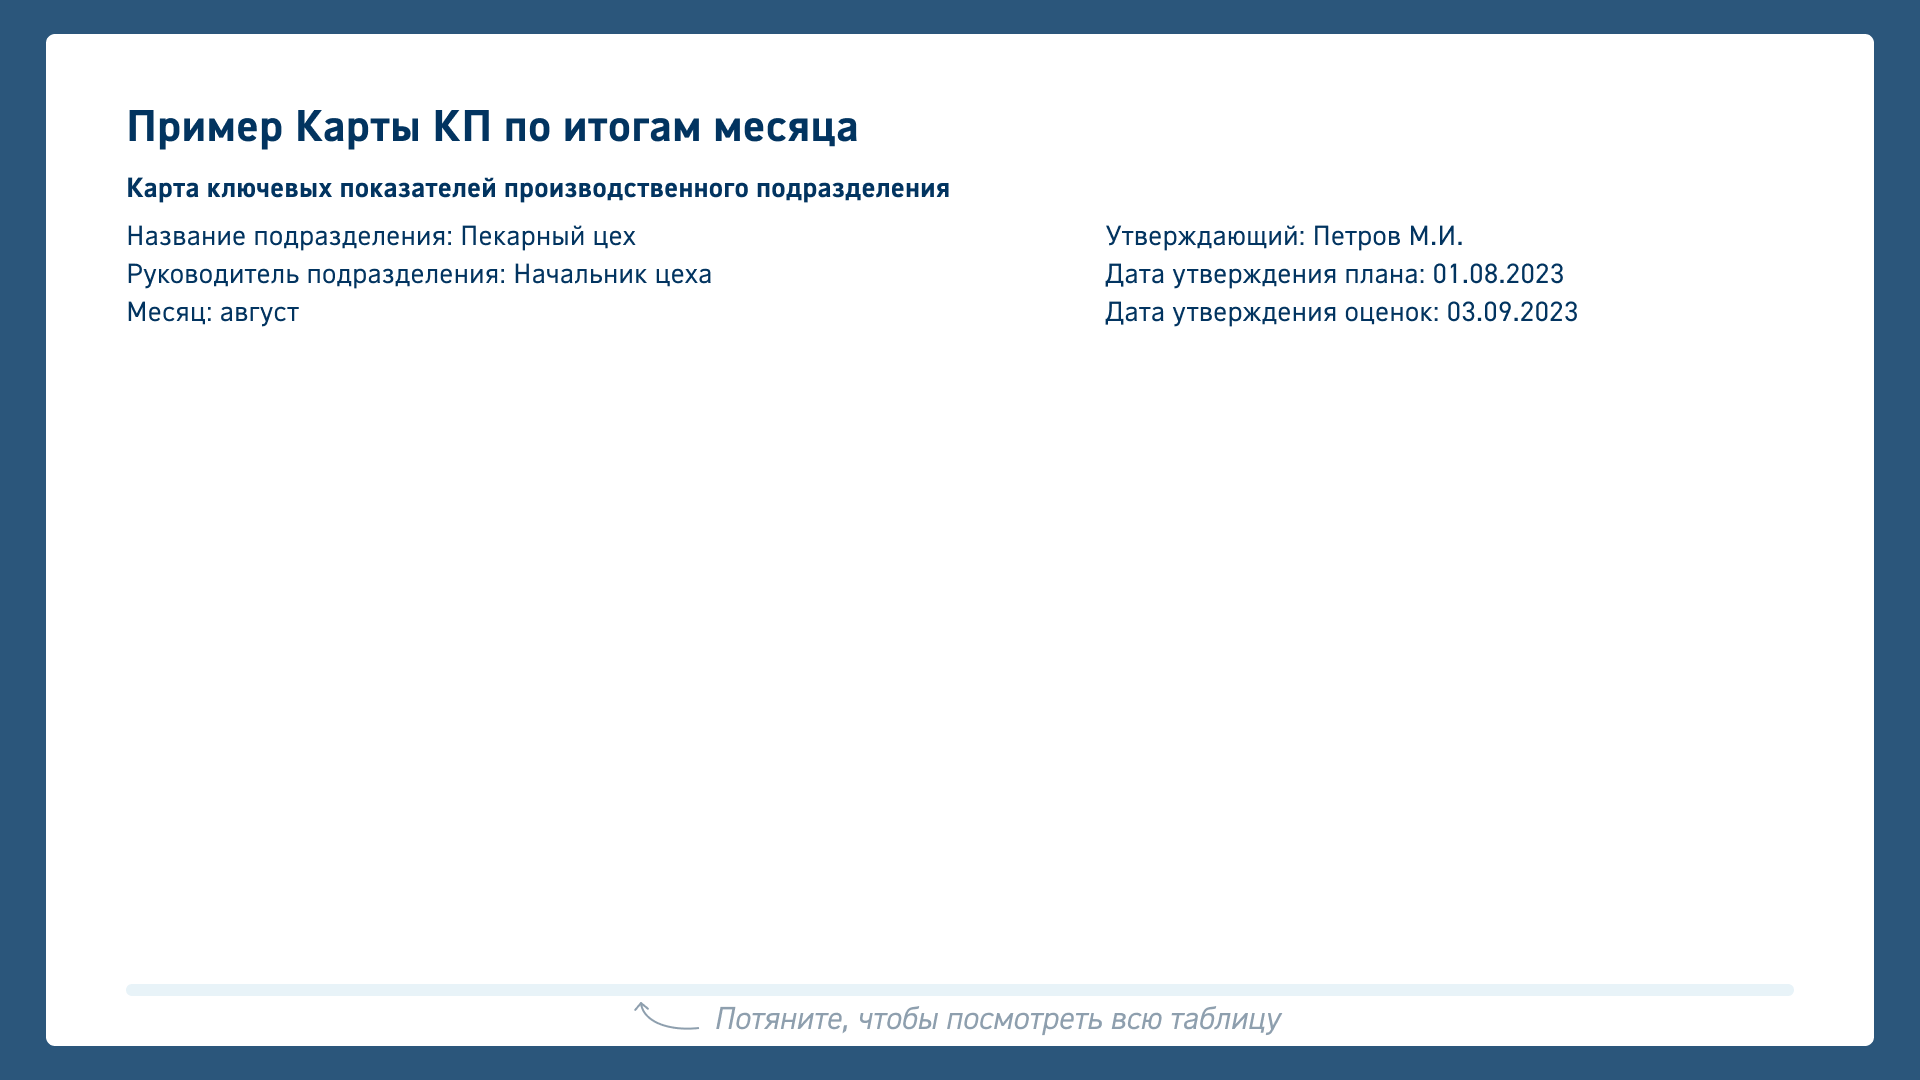 Пример Карты КП по итогам месяца
Карта ключевых показателей производственного подразделения
Название подразделения: Пекарный цех
Руководитель подразделения: Начальник цеха
Месяц: август
Утверждающий: Петров М.И.
Дата утверждения плана: 01.08.2023
Дата утверждения оценок: 03.09.2023
Потяните, чтобы посмотреть всю таблицу